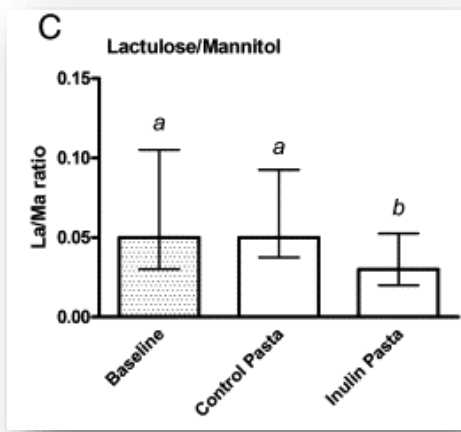 C
Lactulose/Mannitol
La/Ma ratio
0.15
0.10
0.05
0.00
a
a
b
Baseline
Control Pasta
Inulin Pasta